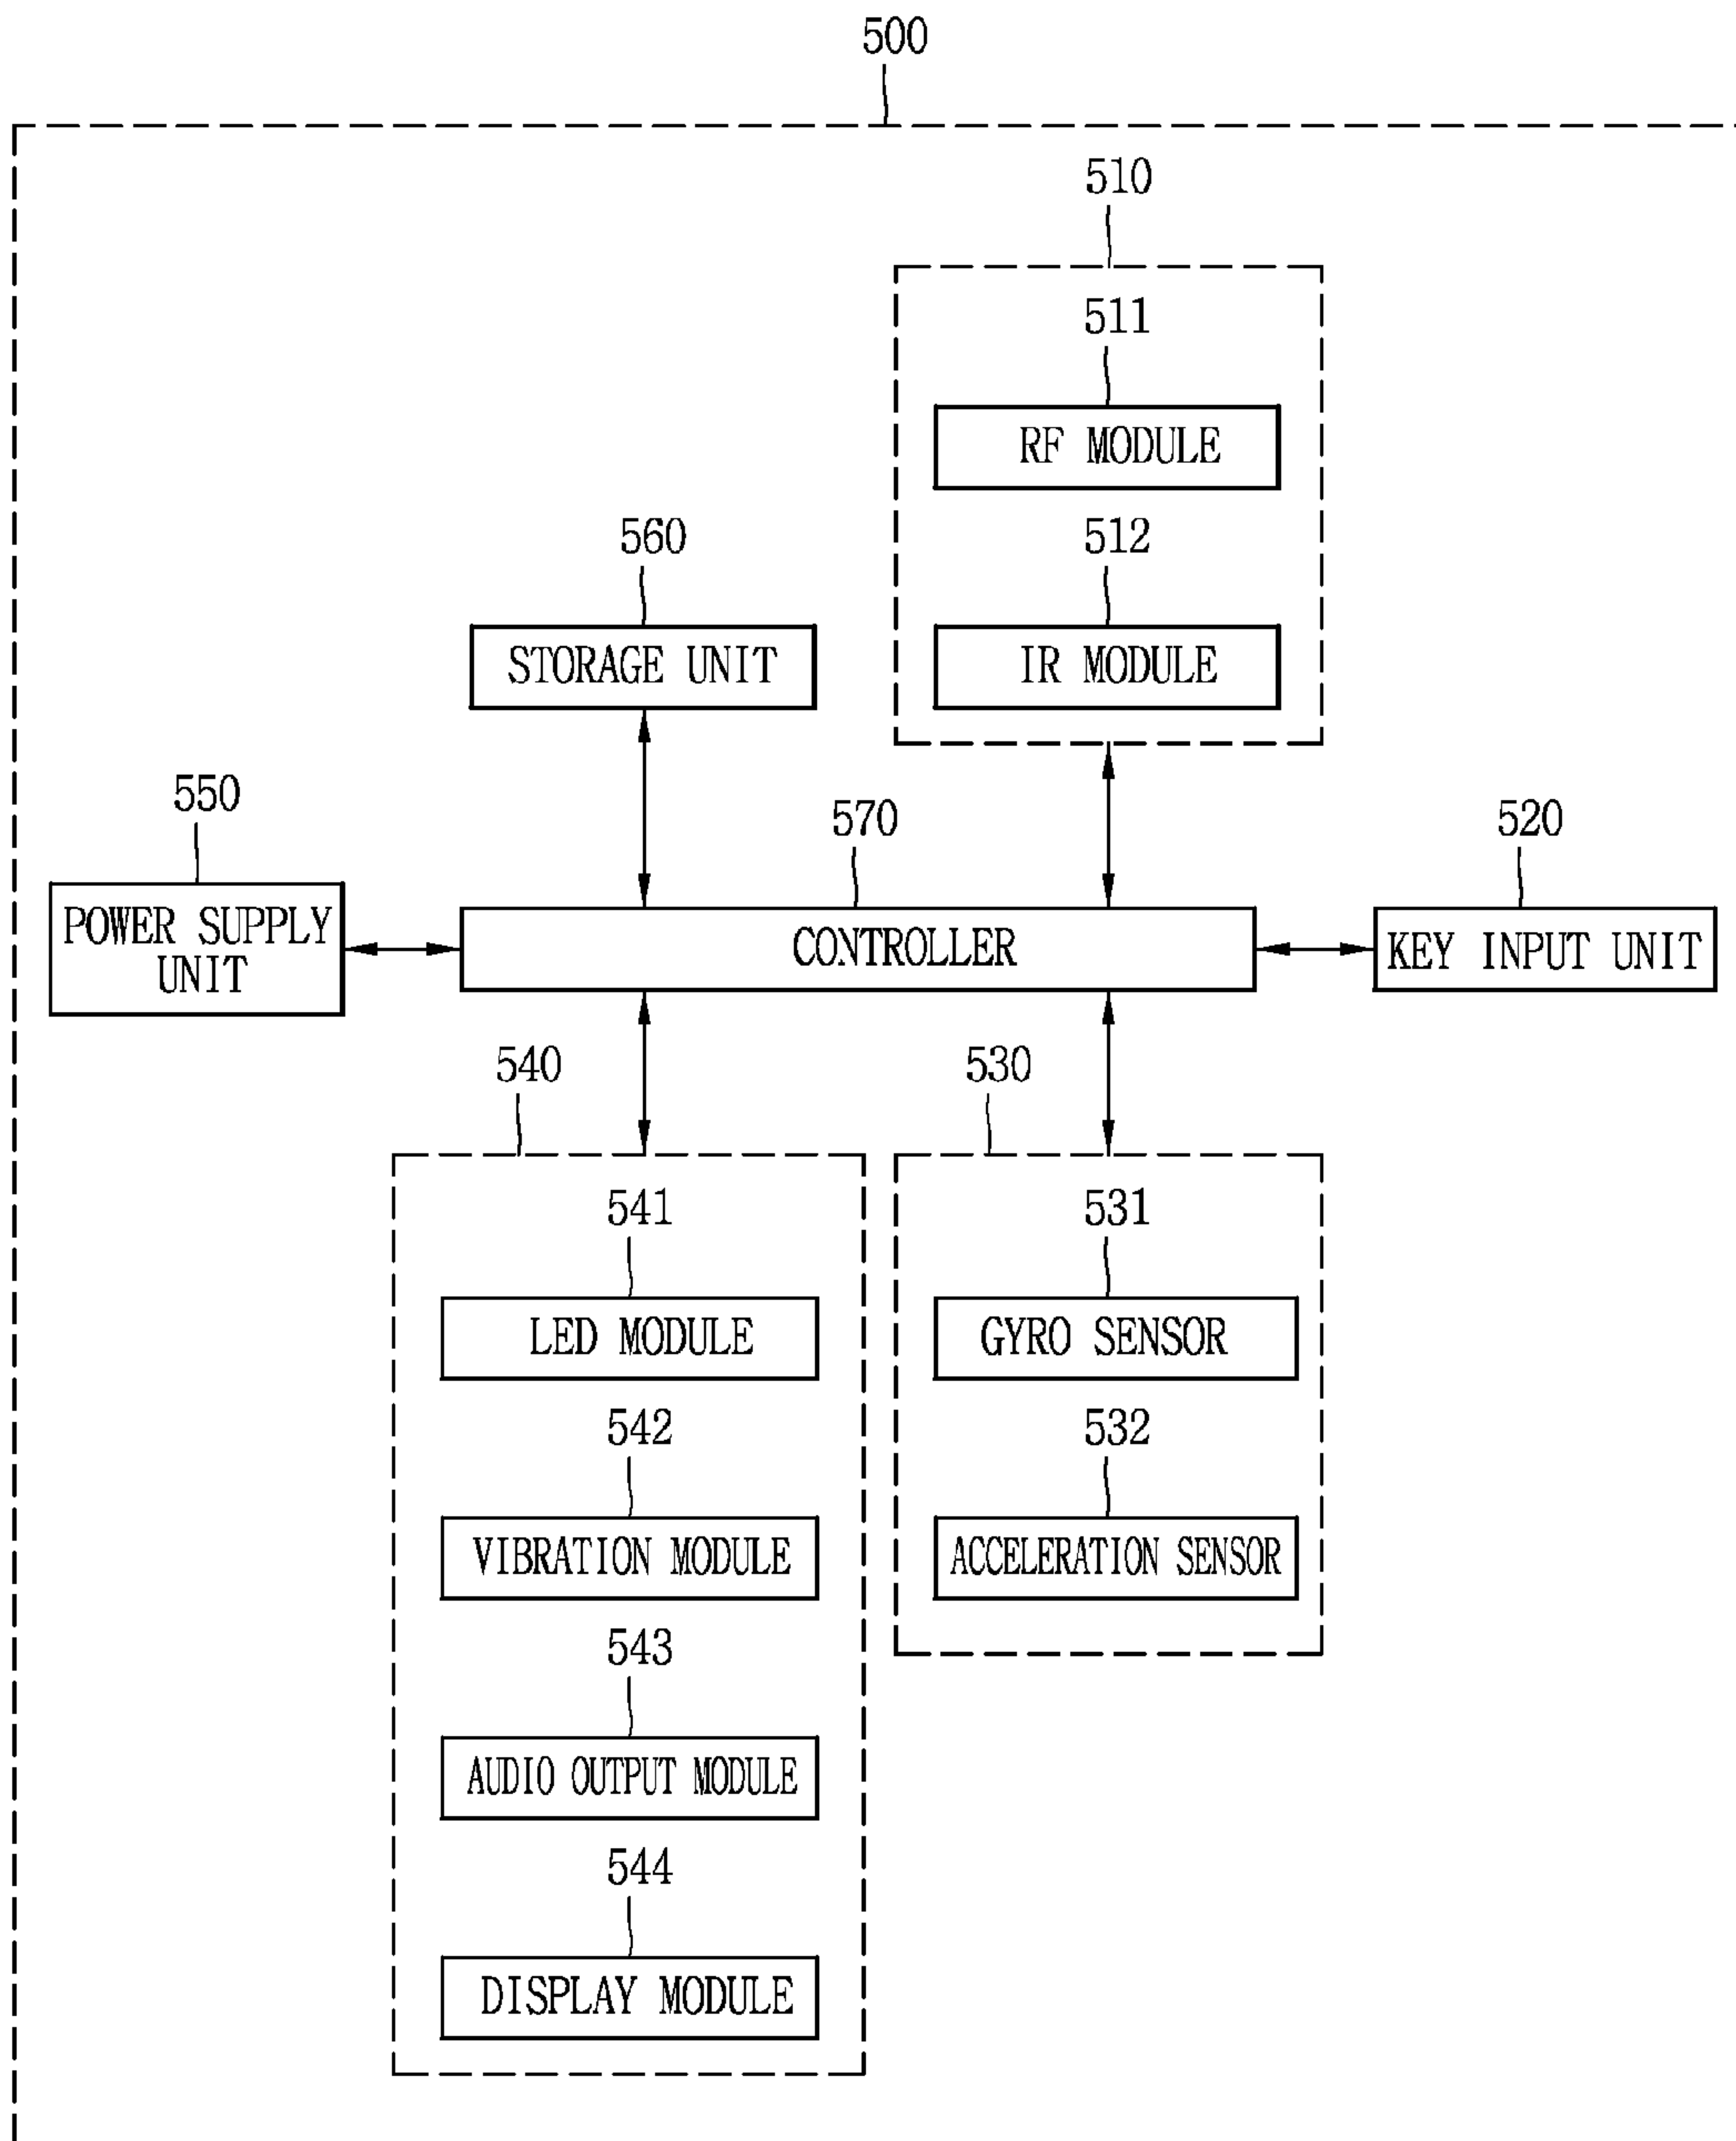 500
510
511
RF MODULE
560
512
STORAGE UNIT
IR MODULE
550
570
520
POWER SUPPLY
UNIT
CONTROLLER
KEY INPUT UNIT
540
530
541
531
LED MODULE
GYRO SENSOR
542
532
VIBRATION MODULE
ACCELERATION SENSOR
543
AUDIO OUTPUT MODULE
544
DISPLAY MODULE